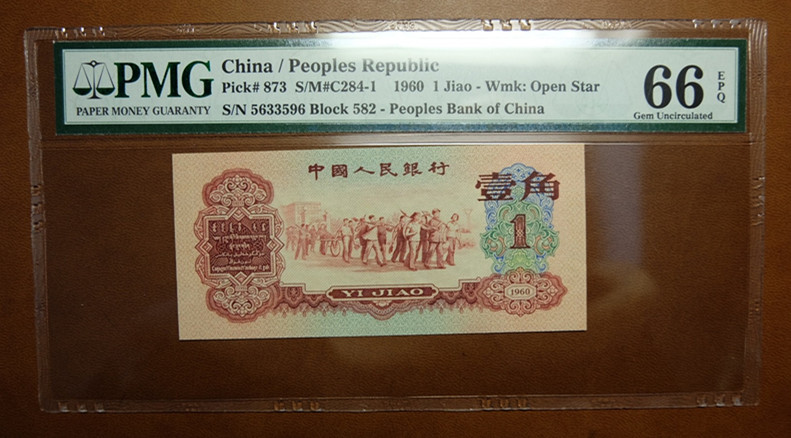 PMG
PAPER MONEY GUARANTY
China / Peoples Republic
Pick# 873 S/M#C284-1 1960 1 Jiao - Wmk: Open Star
S/N 5633596 Block 582 - Peoples Bank of China
66 EPQ
Gem Uncirculated
中國人民銀行
壹角
1
YI JIAO
1960